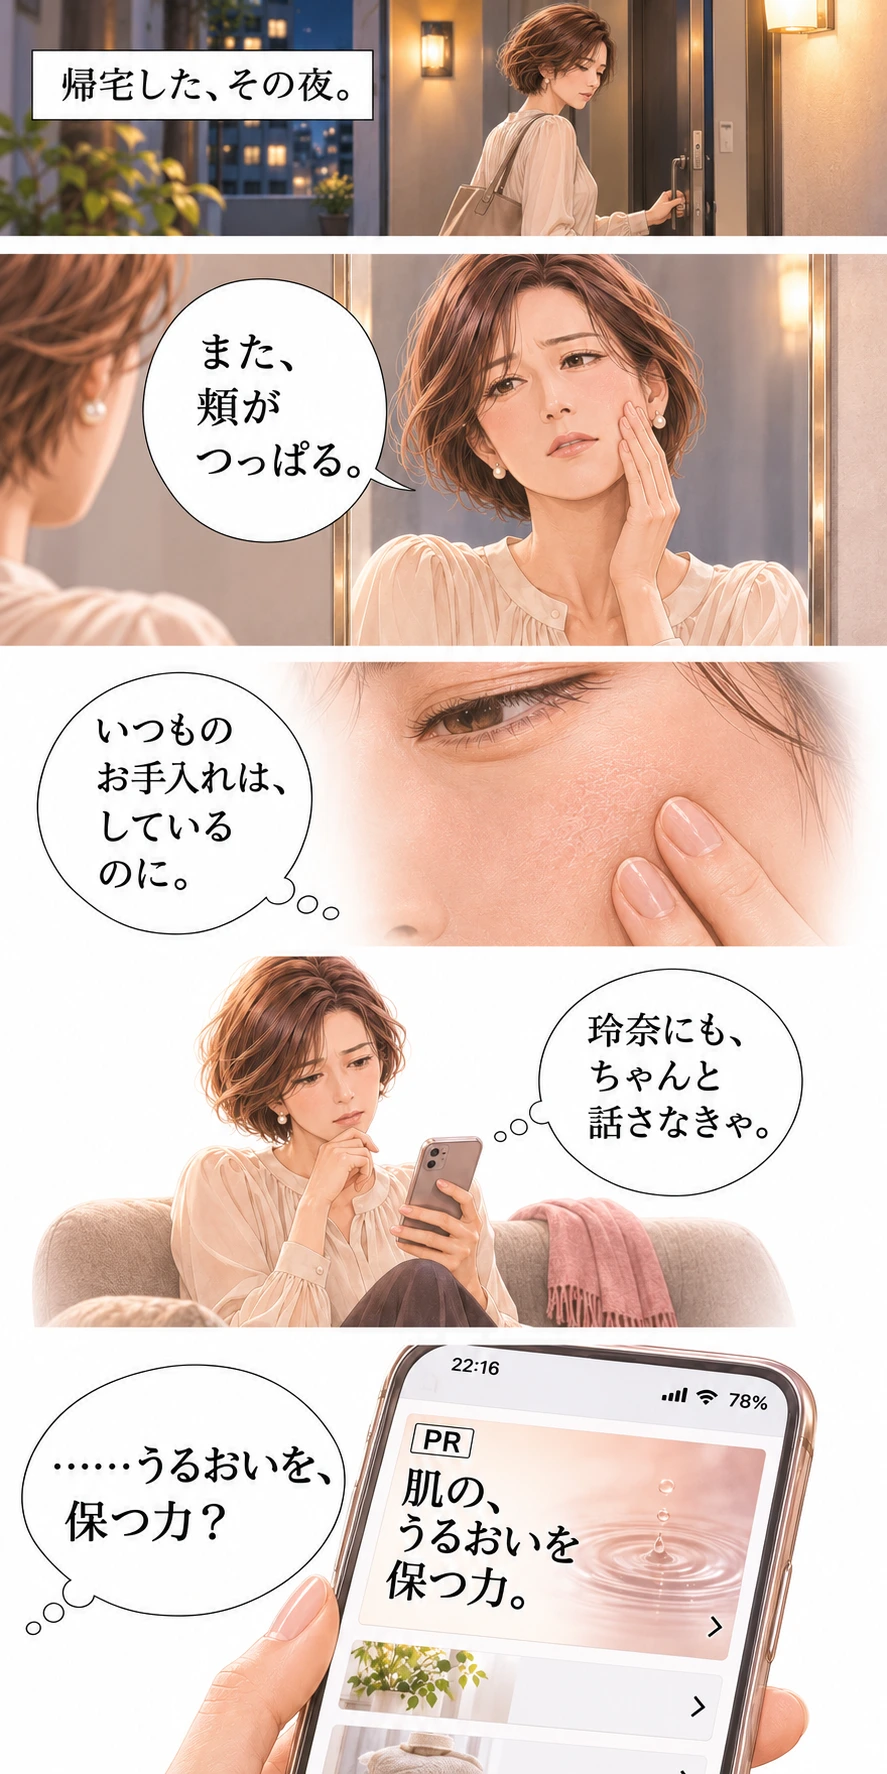 帰宅した、その夜。
また、
頬が
つっぱる。
いつもの
お手入れは、
している
のに。
玲奈にも、
ちゃんと
話さなきゃ。
……うるおいを、
保つ力？
22:16
78%
PR
肌の、
うるおいを
保つ力。